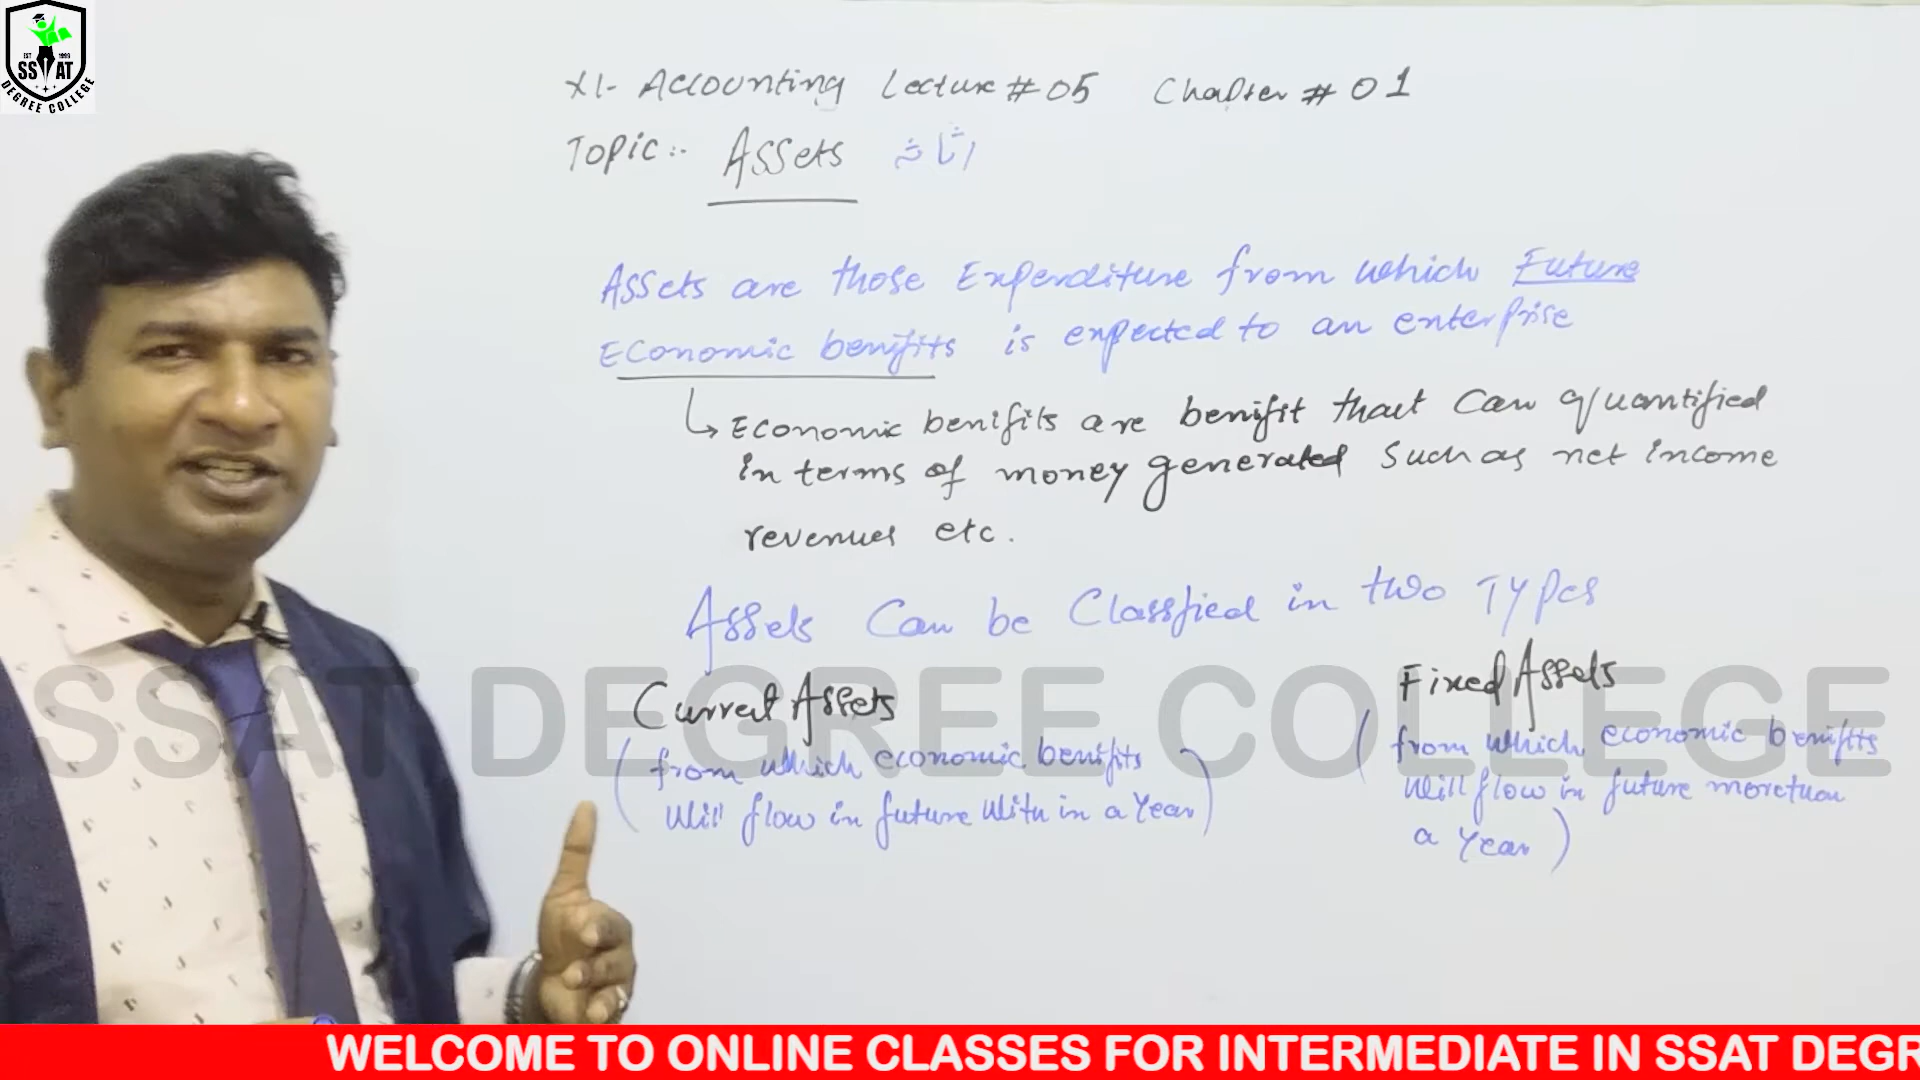 EST 1999
SSAT
DEGREE COLLEGE
XI- Accounting Lecture # 05 Chapter # 01
Topic:- Assets اثاثہ
Assets are those Expenditure from which Future
Economic benifits is expected to an enterprise
Economic benifits are benifit that can quantified
in terms of money generated Such as net income
revenues etc.
Assets Can be Classfied in two Types
Current Assets
(from which economic benifits
will flow in future with in a Year)
Fixed Assets
(from which economic benifits
will flow in future more than
a Year)
SSAT DEGREE COLLEGE
WELCOME TO ONLINE CLASSES FOR INTERMEDIATE IN SSAT DEGR